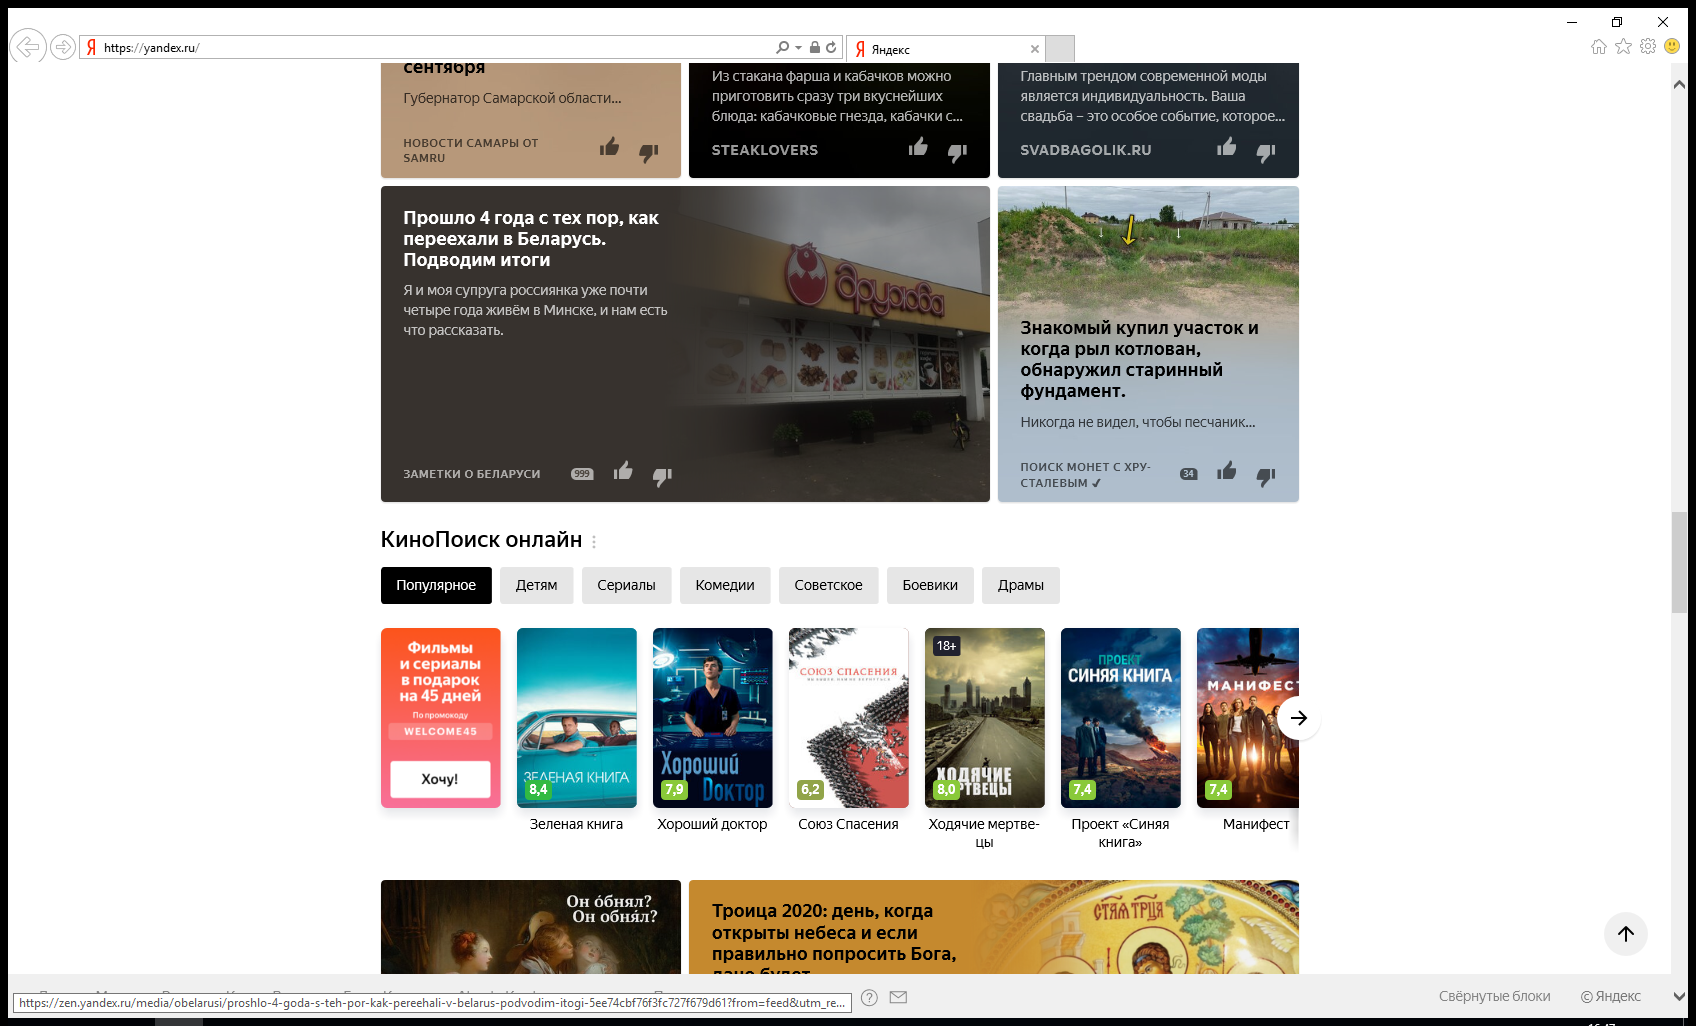 https://yandex.ru/
Яндекс
сентября
Губернатор Самарской области...
НОВОСТИ САМАРЫ ОТ
SAMRU
Из стакана фарша и кабачков можно
приготовить сразу три вкуснейших
блюда: кабачковые гнезда, кабачки с...
STEAKLOVERS
Главным трендом современной моды
является индивидуальность. Ваша
свадьба – это особое событие, которое...
SVADBAGOLIK.RU
Прошло 4 года с тех пор, как
переехали в Беларусь.
Подводим итоги
Я и моя супруга россиянка уже почти
четыре года живём в Минске, и нам есть
что рассказать.
ЗАМЕТКИ О БЕЛАРУСИ
999
Знакомый купил участок и
когда рыл котлован,
обнаружил старинный
фундамент.
Никогда не видел, чтобы песчаник...
ПОИСК МОНЕТ С ХРУ-
СТАЛЕВЫМ ✓
34
КиноПоиск онлайн
Популярное
Детям
Сериалы
Комедии
Советское
Боевики
Драмы
Фильмы
и сериалы
в подарок
на 45 дней
По промокоду
WELCOME45
Хочу!
ЗЕЛЕНАЯ КНИГА
8,4
Зеленая книга
Хороший
Доктор
7,9
Хороший доктор
СОЮЗ СПАСЕНИЯ
6,2
Союз Спасения
18+
ХОДЯЧИЕ
8,0
Ходячие мертве-
цы
ПРОЕКТ
СИНЯЯ КНИГА
7,4
Проект «Синяя
книга»
МАНИФЕСТ
7,4
Манифест
Он о́бнял?
Он обня́л?
Троица 2020: день, когда
открыты небеса и если
правильно попросить Бога,
https://zen.yandex.ru/media/obelarusi/proshlo-4-goda-s-teh-por-kak-pereehali-v-belarus-podvodim-itogi-5ee74cbf76f3fc727f679d61?from=feed&utm_re...
Свёрнутые блоки
© Яндекс